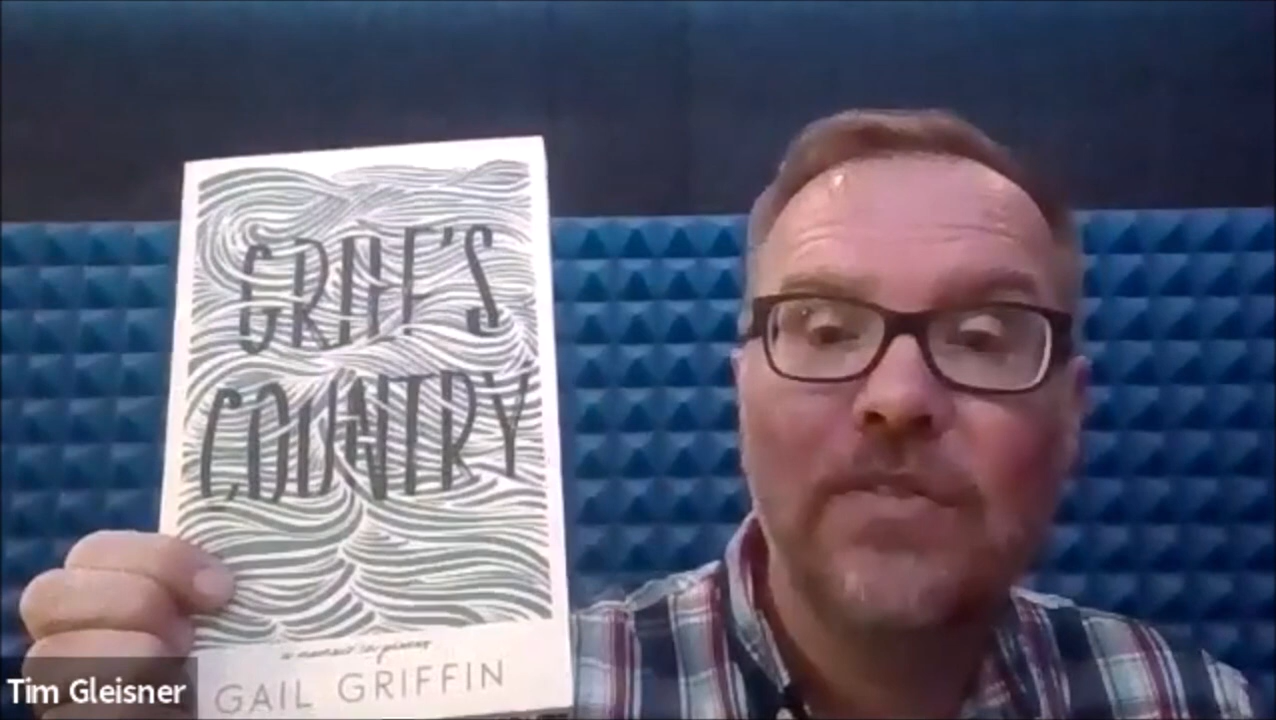 GRIEF'S
COUNTRY
a memoir in pieces
GAIL GRIFFIN
Tim Gleisner